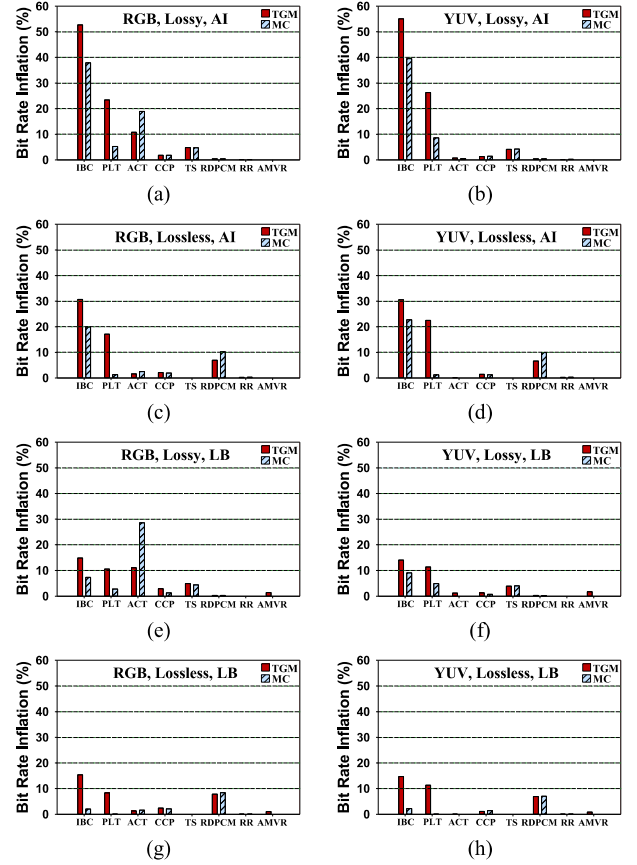 Bit Rate Inflation (%)
60
50
40
30
20
10
0
RGB, Lossy, AI
TGM
MC
IBC PLT ACT CCP TS RDPCM RR AMVR
(a)
Bit Rate Inflation (%)
60
50
40
30
20
10
0
YUV, Lossy, AI
TGM
MC
IBC PLT ACT CCP TS RDPCM RR AMVR
(b)
Bit Rate Inflation (%)
60
50
40
30
20
10
0
RGB, Lossless, AI
TGM
MC
IBC PLT ACT CCP TS RDPCM RR AMVR
(c)
Bit Rate Inflation (%)
60
50
40
30
20
10
0
YUV, Lossless, AI
TGM
MC
IBC PLT ACT CCP TS RDPCM RR AMVR
(d)
Bit Rate Inflation (%)
60
50
40
30
20
10
0
RGB, Lossy, LB
TGM
MC
IBC PLT ACT CCP TS RDPCM RR AMVR
(e)
Bit Rate Inflation (%)
60
50
40
30
20
10
0
YUV, Lossy, LB
TGM
MC
IBC PLT ACT CCP TS RDPCM RR AMVR
(f)
Bit Rate Inflation (%)
60
50
40
30
20
10
0
RGB, Lossless, LB
TGM
MC
IBC PLT ACT CCP TS RDPCM RR AMVR
(g)
Bit Rate Inflation (%)
60
50
40
30
20
10
0
YUV, Lossless, LB
TGM
MC
IBC PLT ACT CCP TS RDPCM RR AMVR
(h)